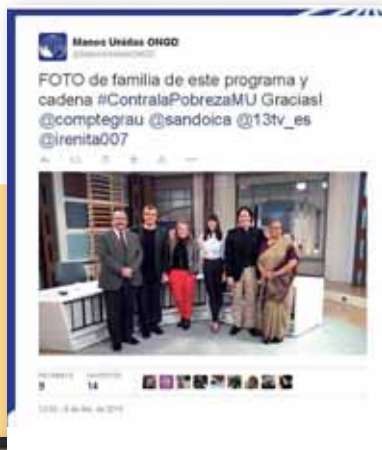 Manos Unidas ONGD
FOTO de familia de este programa y
cadena #ContralaPobrezaMU Gracias!
@comptegrau @sandoica @13tv_es
@irenita007
9 14